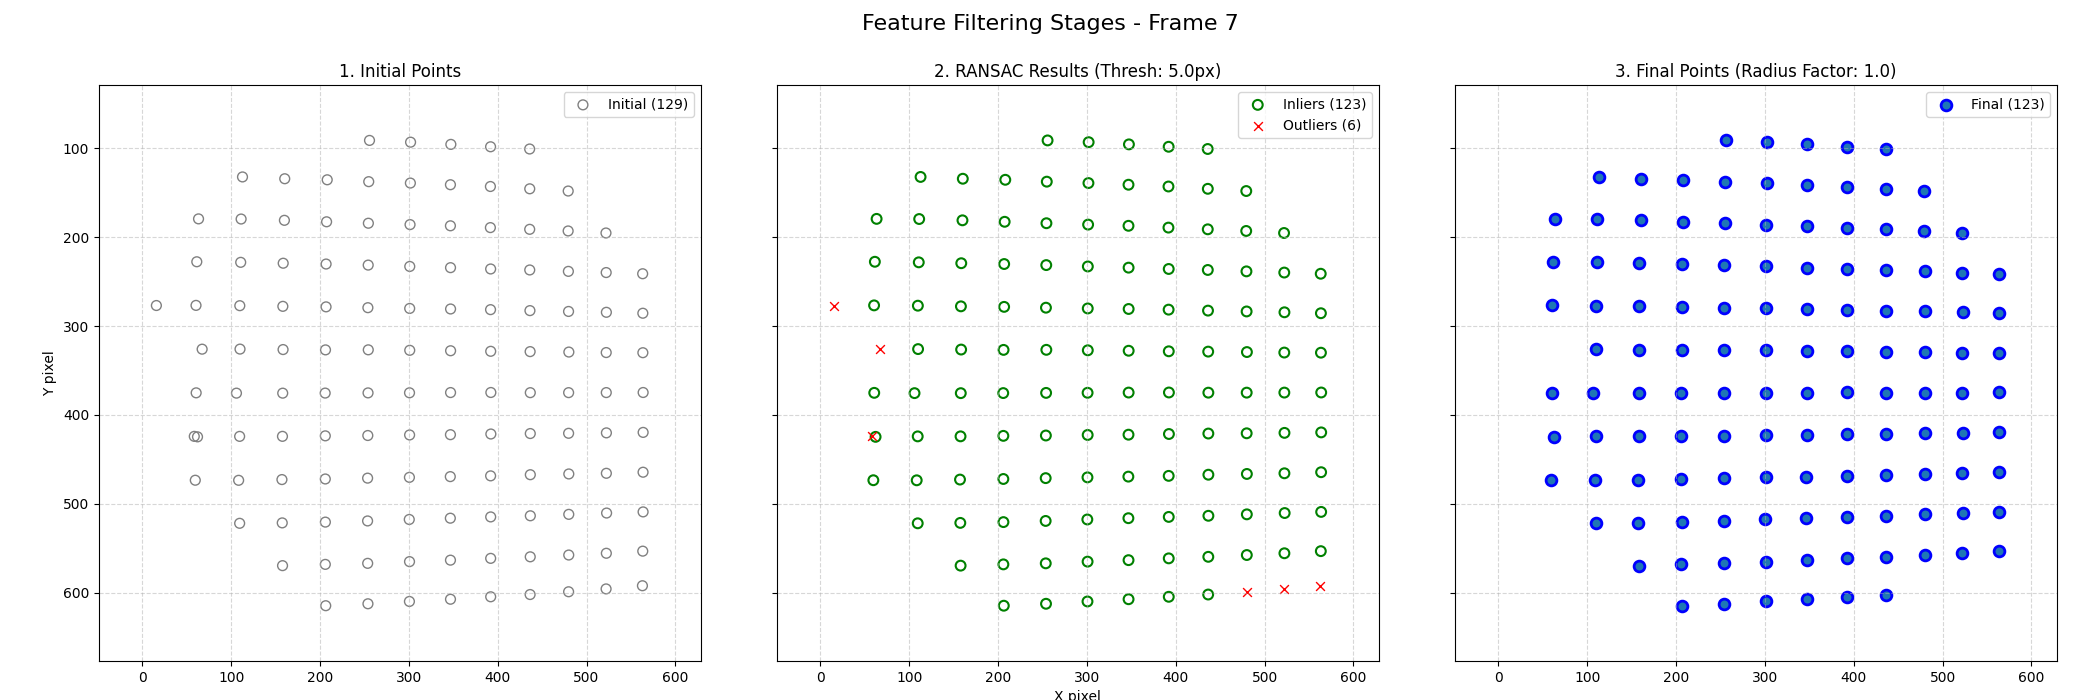 Feature Filtering Stages - Frame 7
1. Initial Points
Initial (129)
100
200
300
400
500
600
Y pixel
0 100 200 300 400 500 600
2. RANSAC Results (Thresh: 5.0px)
Inliers (123)
Outliers (6)
0 100 200 300 400 500 600
X pixel
3. Final Points (Radius Factor: 1.0)
Final (123)
0 100 200 300 400 500 600